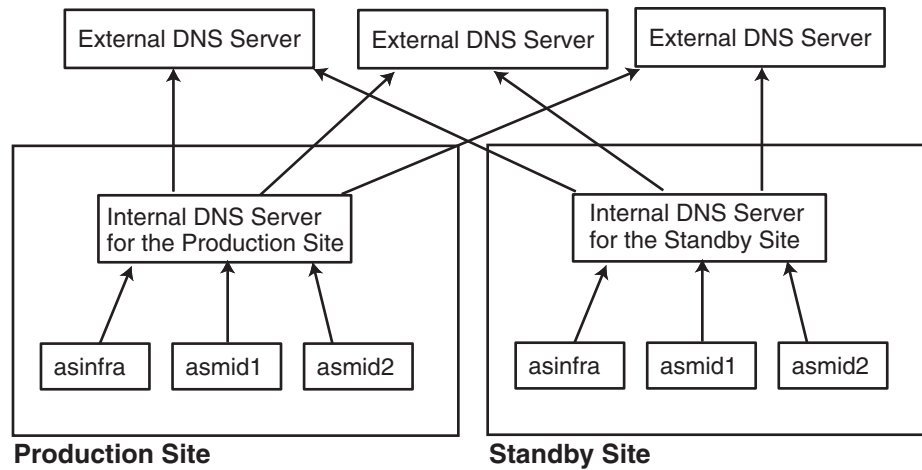 External DNS Server
External DNS Server
External DNS Server
Internal DNS Server
for the Production Site
Internal DNS Server
for the Standby Site
asinfra
asmid1
asmid2
asinfra
asmid1
asmid2
Production Site
Standby Site